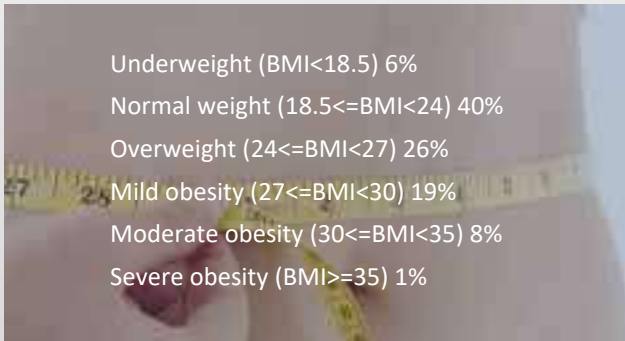 Underweight (BMI<18.5) 6%
Normal weight (18.5<=BMI<24) 40%
Overweight (24<=BMI<27) 26%
Mild obesity (27<=BMI<30) 19%
Moderate obesity (30<=BMI<35) 8%
Severe obesity (BMI>=35) 1%